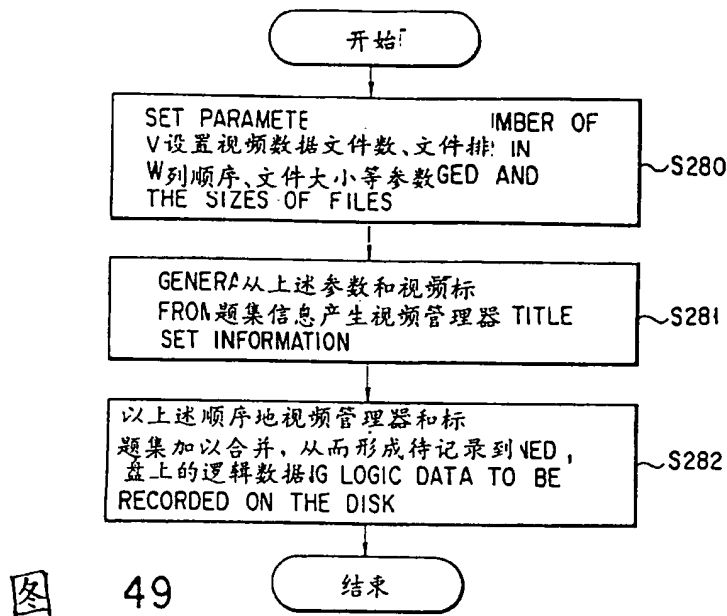 开始
SET PARAMETE IMBER OF
V设置视频数据文件数、文件排 IN
W列顺序、文件大小等参数GED AND
THE SIZES OF FILES
S280
GENERA从上述参数和视频标
FROM题集信息产生视频管理器 TITLE
SET INFORMATION
S281
以上述顺序地视频管理器和标
题集加以合并，从而形成待记录到NED,
盘上的逻辑数据IG LOGIC DATA TO BE
RECORDED ON THE DISK
S282
结束
图 49